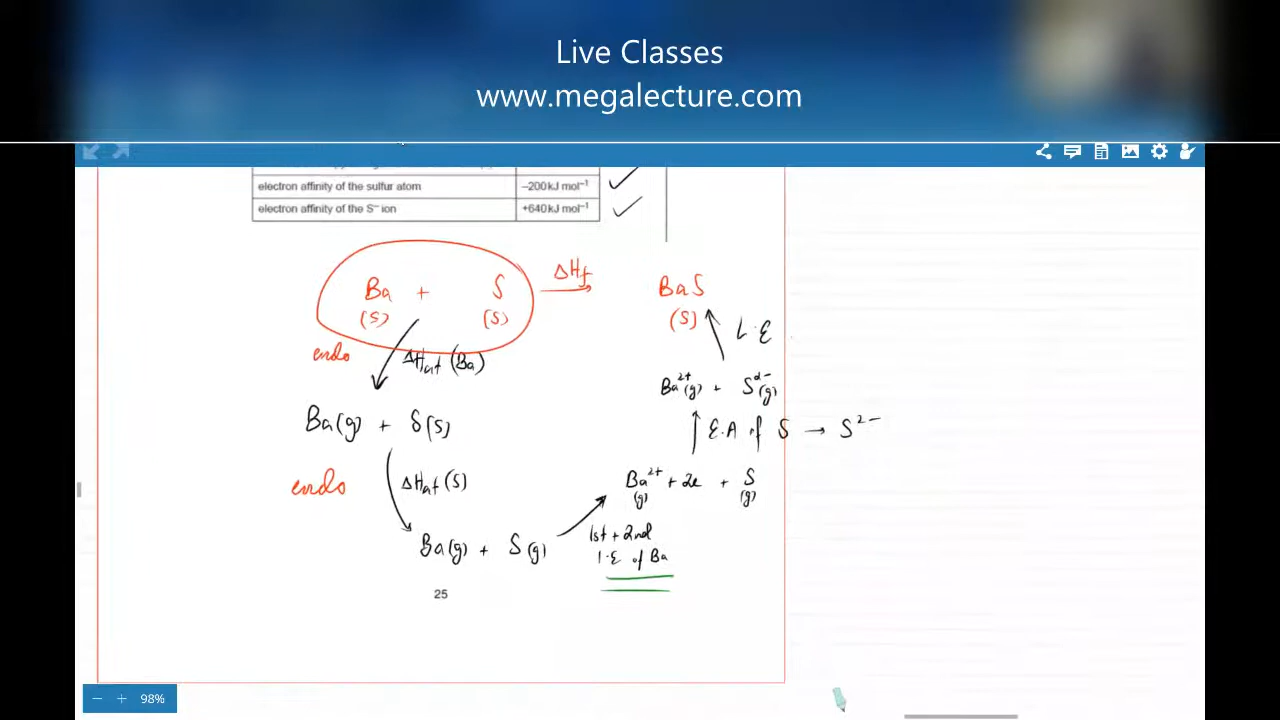 Live Classes
www.megalecture.com
electron affinity of the sulfur atom –200 kJ mol⁻¹ ✓
electron affinity of the S⁻ ion +640 kJ mol⁻¹ ✓
Ba + S ΔHf BaS
(s) (s) (s)
endo ΔHat (Ba) L.E
Ba(g) + S(s) Ba²⁺(g) + S²⁻(g)
E.A of S → S²⁻
endo ΔHat (S) Ba²⁺ + 2e + S
(g) (g)
Ba(g) + S(g) 1st + 2nd
I.E of Ba
25
98%